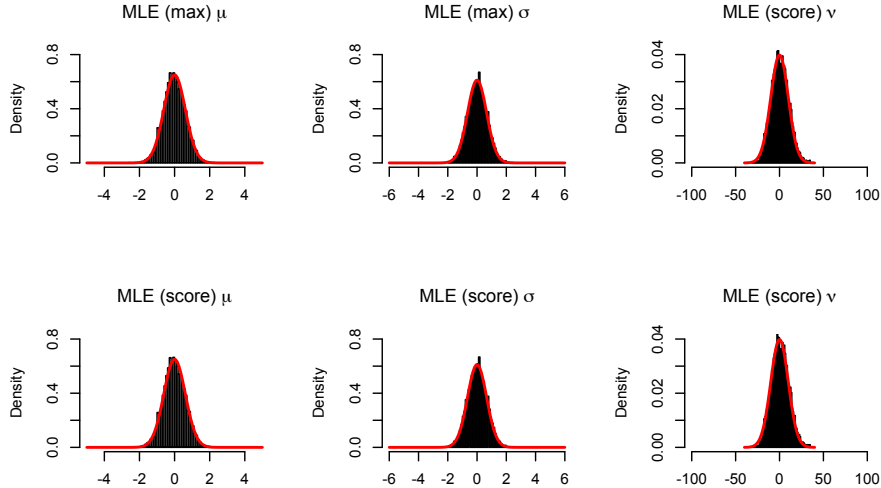 MLE (max) μ
MLE (max) σ
MLE (score) ν
Density
0.0 0.4 0.8
-4 -2 0 2 4
Density
0.0 0.4 0.8
-6 -4 -2 0 2 4 6
Density
0.00 0.02 0.04
-100 -50 0 50 100
MLE (score) μ
MLE (score) σ
MLE (score) ν
Density
0.0 0.4 0.8
-4 -2 0 2 4
Density
0.0 0.4 0.8
-6 -4 -2 0 2 4 6
Density
0.00 0.02 0.04
-100 -50 0 50 100